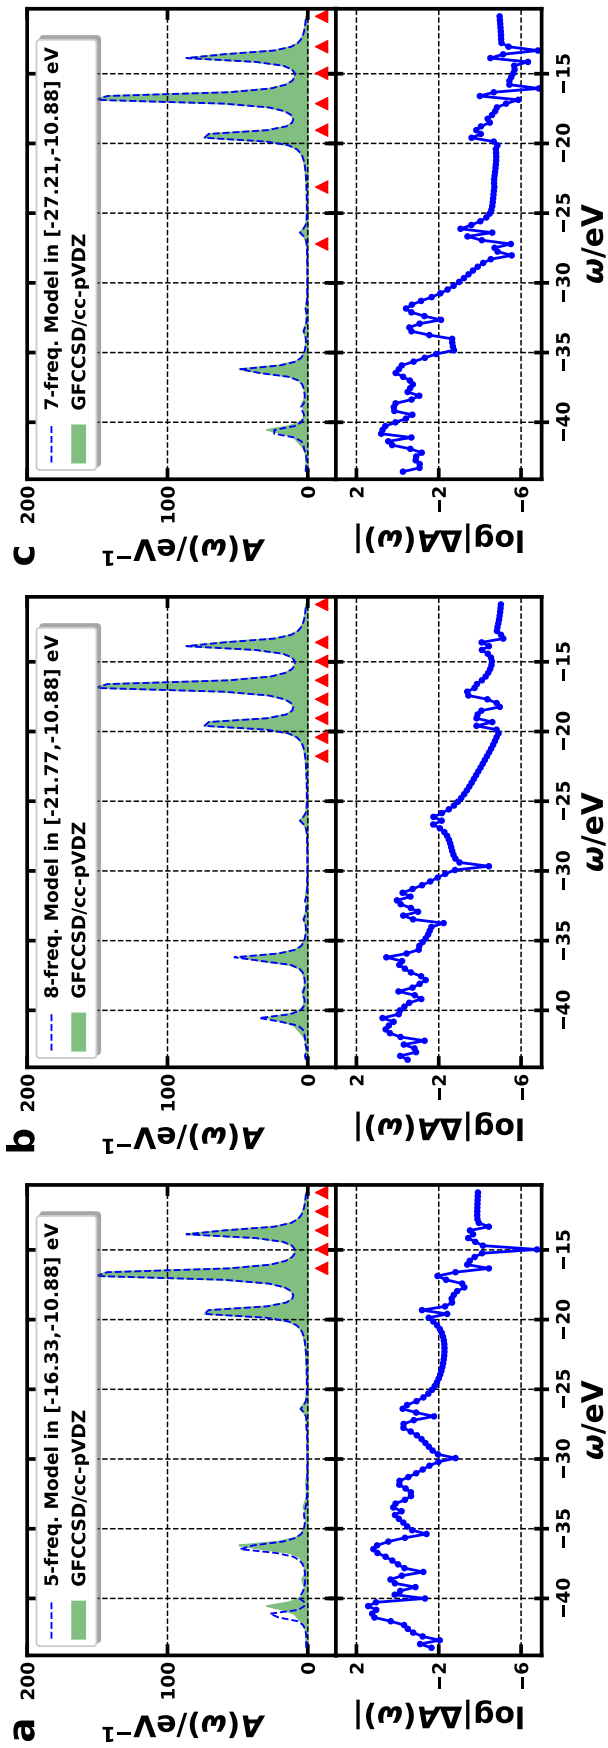 a
5-freq. Model in [-16.33,-10.88] eV
GFCCSD/cc-pVDZ
A(ω)/eV⁻¹
200
100
0
log|ΔA(ω)|
2
−2
−6
−40
−35
−30
−25
−20
−15
ω/eV
b
8-freq. Model in [-21.77,-10.88] eV
GFCCSD/cc-pVDZ
A(ω)/eV⁻¹
200
100
0
log|ΔA(ω)|
2
−2
−6
−40
−35
−30
−25
−20
−15
ω/eV
c
7-freq. Model in [-27.21,-10.88] eV
GFCCSD/cc-pVDZ
A(ω)/eV⁻¹
200
100
0
log|ΔA(ω)|
2
−2
−6
−40
−35
−30
−25
−20
−15
ω/eV